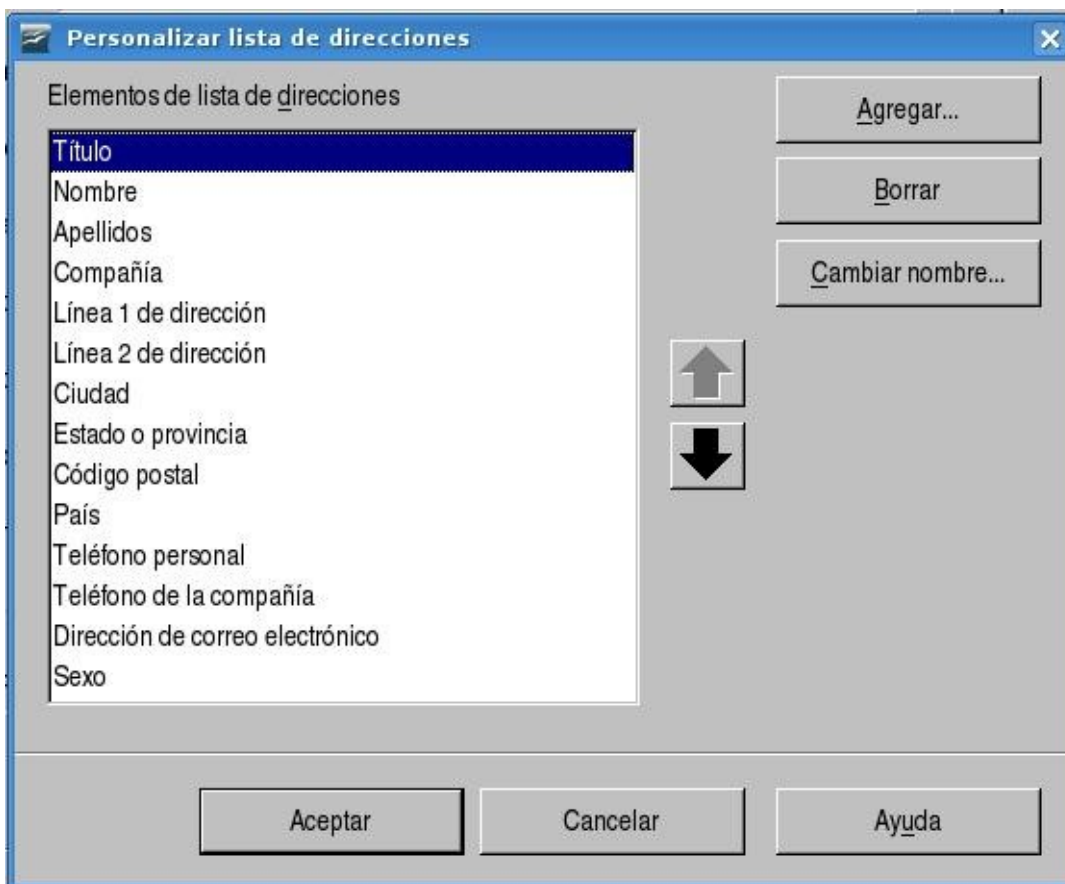 Personalizar lista de direcciones
Elementos de lista de direcciones
Título
Nombre
Apellidos
Compañía
Línea 1 de dirección
Línea 2 de dirección
Ciudad
Estado o provincia
Código postal
País
Teléfono personal
Teléfono de la compañía
Dirección de correo electrónico
Sexo
Agregar...
Borrar
Cambiar nombre...
Aceptar
Cancelar
Ayuda